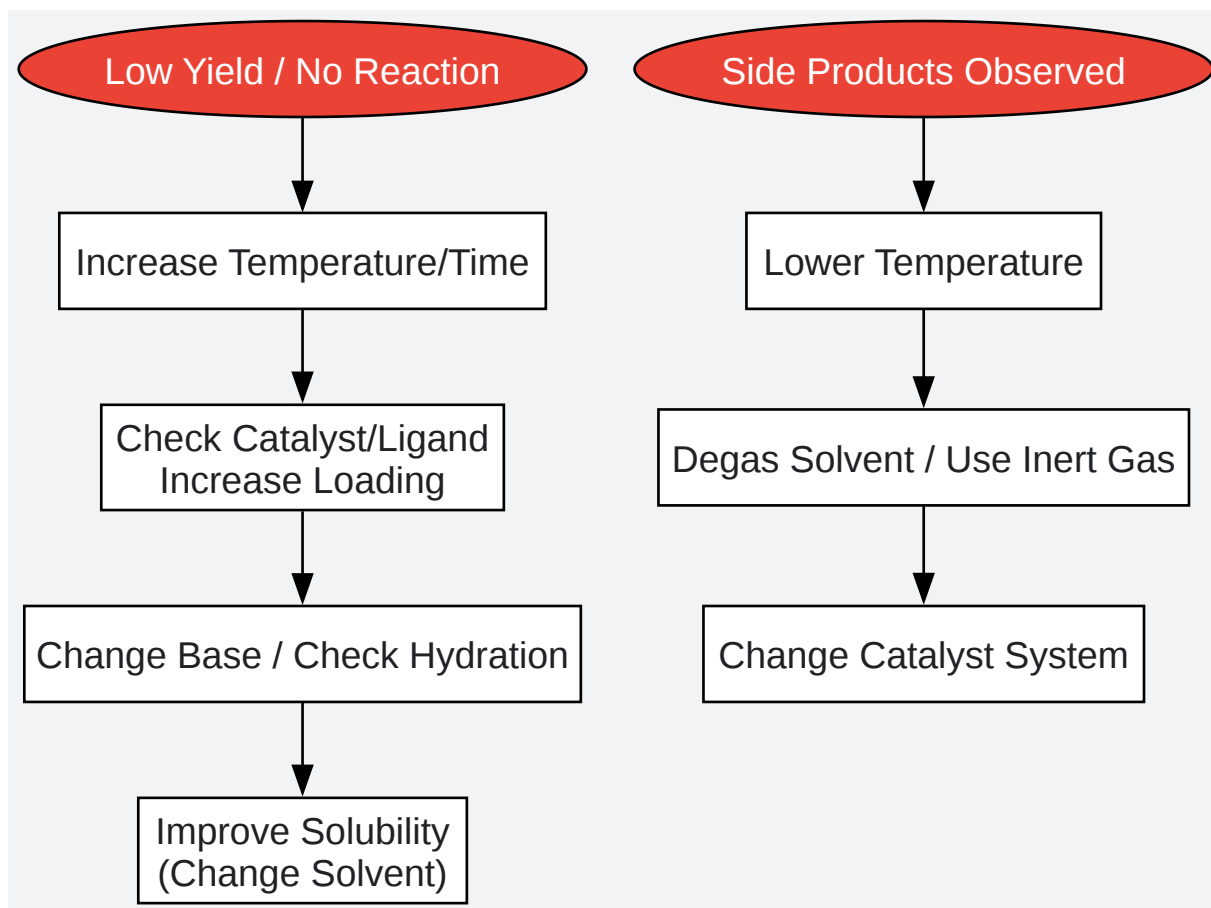 Low Yield / No Reaction
Increase Temperature/Time
Check Catalyst/Ligand
Increase Loading
Change Base / Check Hydration
Improve Solubility
(Change Solvent)
Side Products Observed
Lower Temperature
Degas Solvent / Use Inert Gas
Change Catalyst System